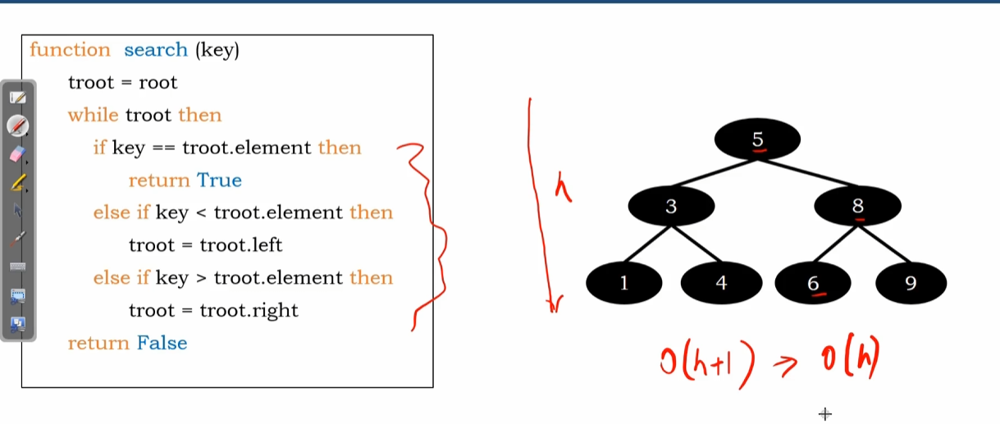 function search (key)
troot = root
while troot then
if key == troot.element then
return True
else if key < troot.element then
troot = troot.left
else if key > troot.element then
troot = troot.right
return False
h
5
3 8
1 4 6 9
O(h+1) → O(h)